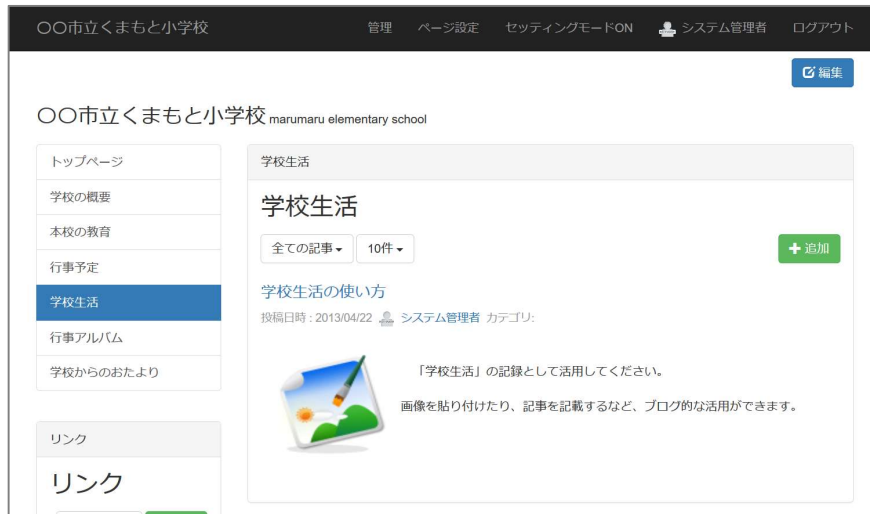 〇〇市立くまもと小学校 管理 ページ設定 セッティングモードON システム管理者 ログアウト
編集
〇〇市立くまもと小学校 marumaru elementary school
トップページ
学校の概要
本校の教育
行事予定
学校生活
行事アルバム
学校からのおたより
リンク
リンク
学校生活
学校生活
全ての記事 10件 追加
学校生活の使い方
投稿日時 : 2013/04/22 システム管理者 カテゴリ:
「学校生活」の記録として活用してください。
画像を貼り付けたり、記事を記載するなど、ブログ的な活用ができます。